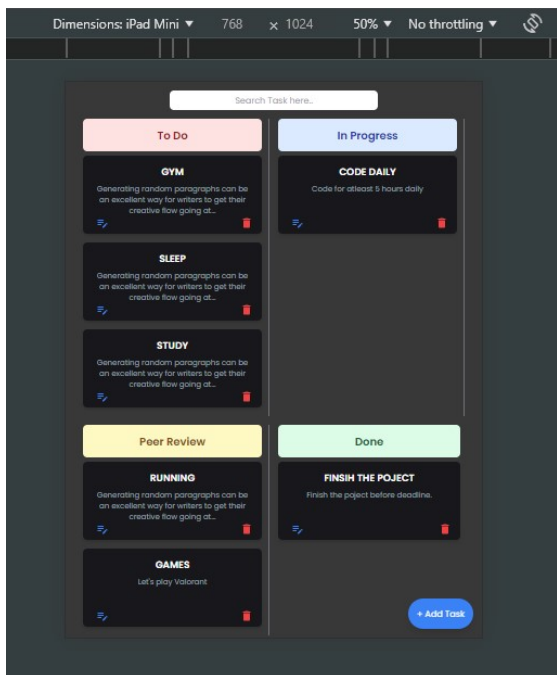 Dimensions: iPad Mini ▼ 768 × 1024 50% ▼ No throttling ▼
Search Task here..
To Do
GYM
Generating random paragraphs can be
an excellent way for writers to get their
creative flow going at...
SLEEP
Generating random paragraphs can be
an excellent way for writers to get their
creative flow going at...
STUDY
Generating random paragraphs can be
an excellent way for writers to get their
creative flow going at...
In Progress
CODE DAILY
Code for atleast 5 hours daily
Peer Review
RUNNING
Generating random paragraphs can be
an excellent way for writers to get their
creative flow going at...
GAMES
Let's play Valorant
Done
FINSIH THE POJECT
Finish the poject before deadline.
+ Add Task